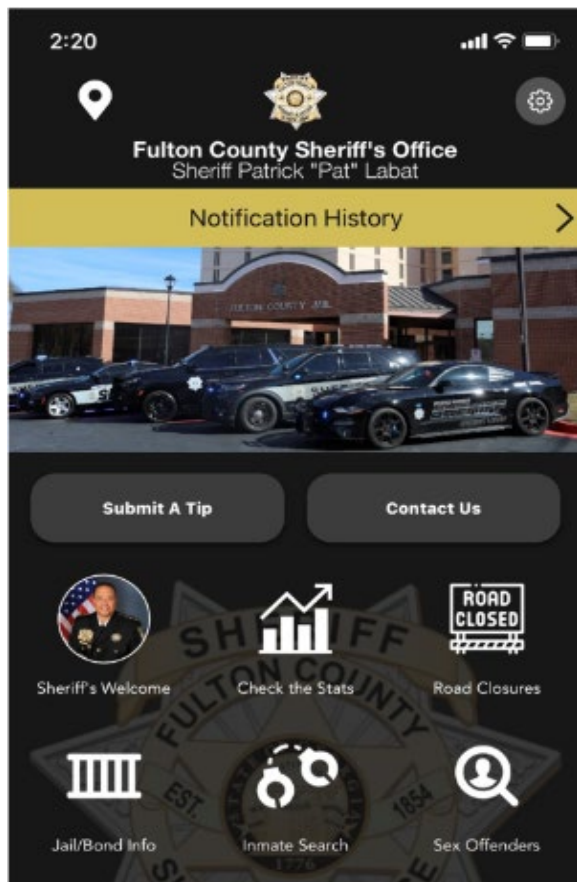 2:20
Fulton County Sheriff's Office
Sheriff Patrick "Pat" Labat
Notification History
FULTON COUNTY JAIL
SHERIFF
Submit A Tip
Contact Us
ROAD
CLOSED
Sheriff's Welcome
Check the Stats
Road Closures
SHERIFF
FULTON COUNTY
EST.
1854
1776
Jail/Bond Info
Inmate Search
Sex Offenders